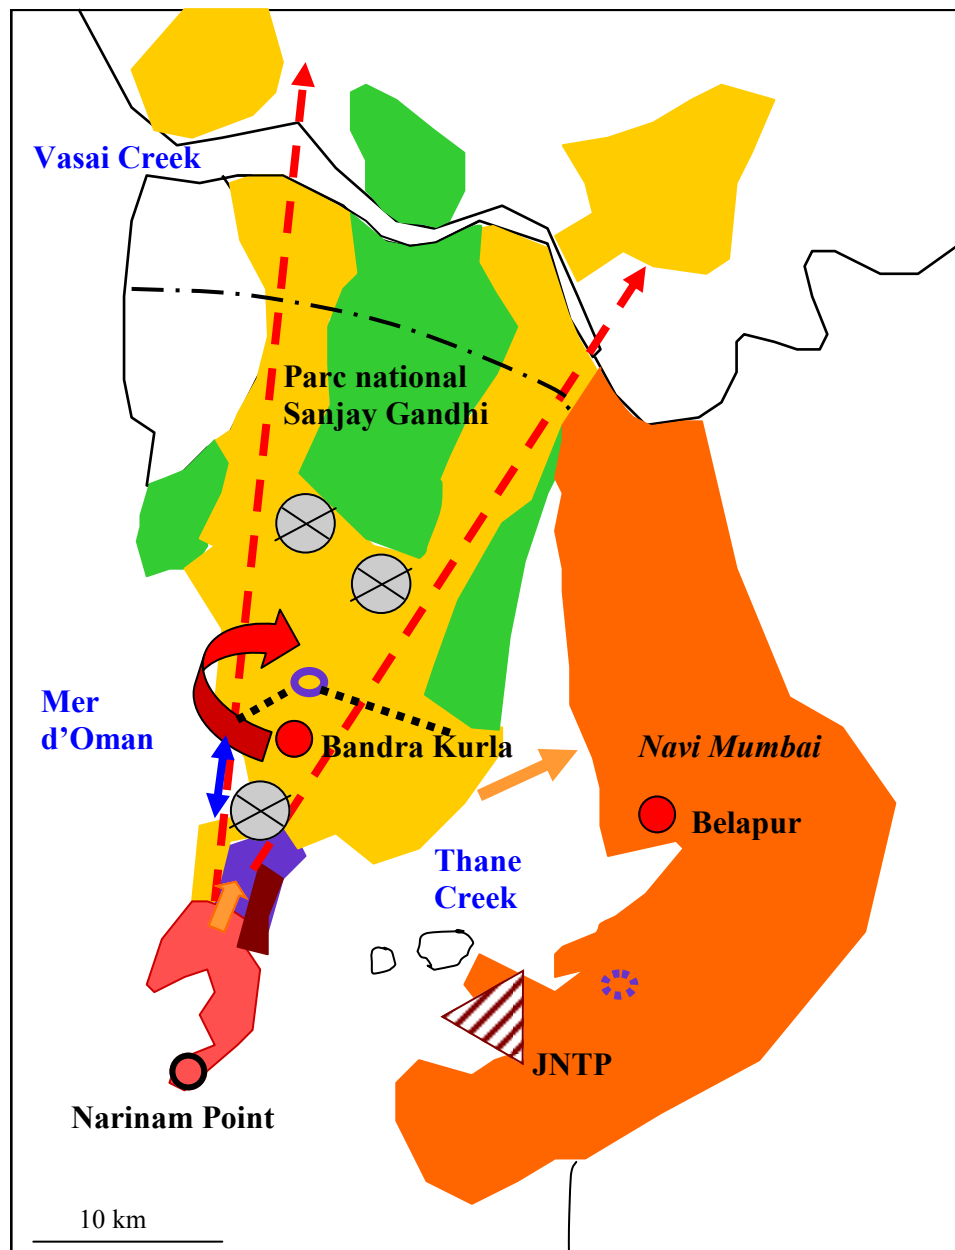 Vasai Creek
Parc national
Sanjay Gandhi
Mer
d’Oman
Bandra Kurla
Navi Mumbai
Belapur
Thane
Creek
JNTP
Narinam Point
10 km